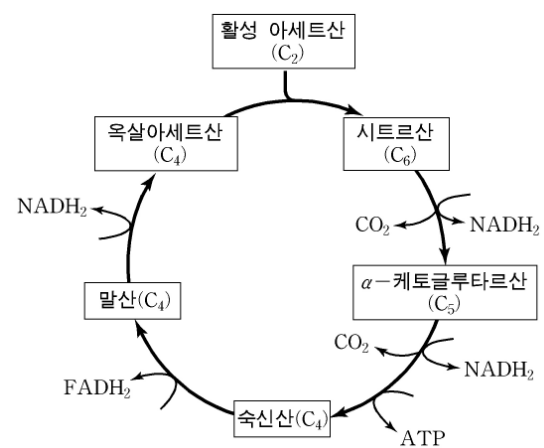 활성 아세트산
(C₂)
옥살아세트산
(C₄)
시트르산
(C₆)
NADH₂
CO₂
NADH₂
α-케토글루타르산
(C₅)
말산(C₄)
CO₂
NADH₂
FADH₂
숙신산(C₄)
ATP